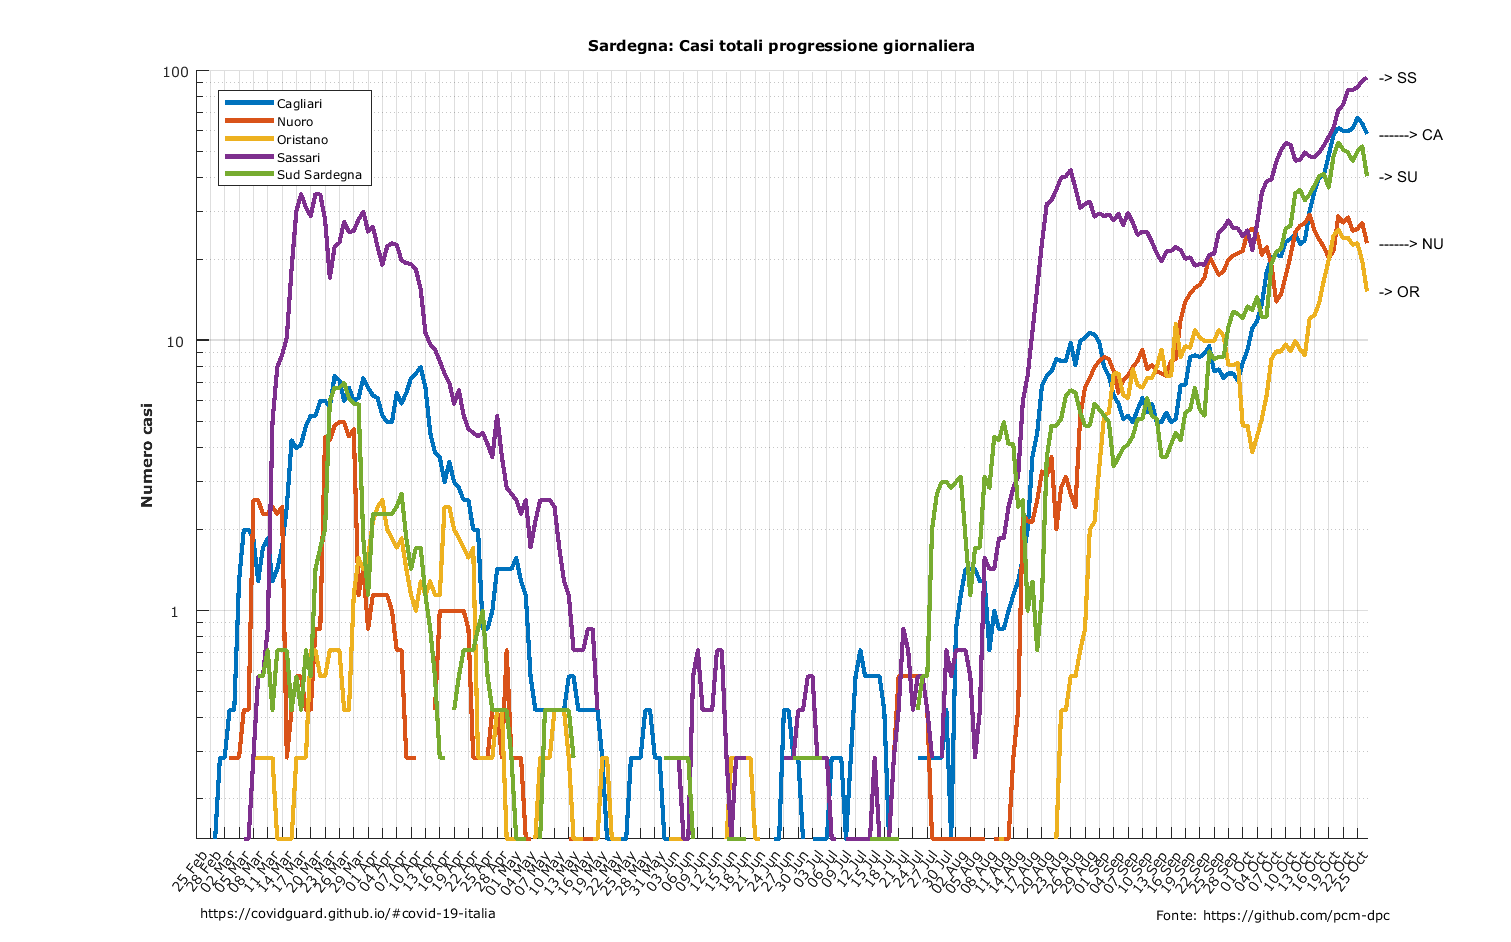 Sardegna: Casi totali progressione giornaliera
100
10
1
Numero casi
Cagliari
Nuoro
Oristano
Sassari
Sud Sardegna
-> SS
------> CA
-> SU
------> NU
-> OR
25 Feb
28 Feb
02 Mar
05 Mar
08 Mar
11 Mar
14 Mar
17 Mar
20 Mar
23 Mar
26 Mar
29 Mar
01 Apr
04 Apr
07 Apr
10 Apr
13 Apr
16 Apr
19 Apr
22 Apr
25 Apr
28 Apr
01 May
04 May
07 May
10 May
13 May
16 May
19 May
22 May
25 May
28 May
31 May
03 Jun
06 Jun
09 Jun
12 Jun
15 Jun
18 Jun
21 Jun
24 Jun
27 Jun
30 Jun
03 Jul
06 Jul
09 Jul
12 Jul
15 Jul
18 Jul
21 Jul
24 Jul
27 Jul
30 Jul
02 Aug
05 Aug
08 Aug
11 Aug
14 Aug
17 Aug
20 Aug
23 Aug
26 Aug
29 Aug
01 Sep
04 Sep
07 Sep
10 Sep
13 Sep
16 Sep
19 Sep
22 Sep
25 Sep
28 Sep
01 Oct
04 Oct
07 Oct
10 Oct
13 Oct
16 Oct
19 Oct
22 Oct
25 Oct
https://covidguard.github.io/#covid-19-italia
Fonte: https://github.com/pcm-dpc